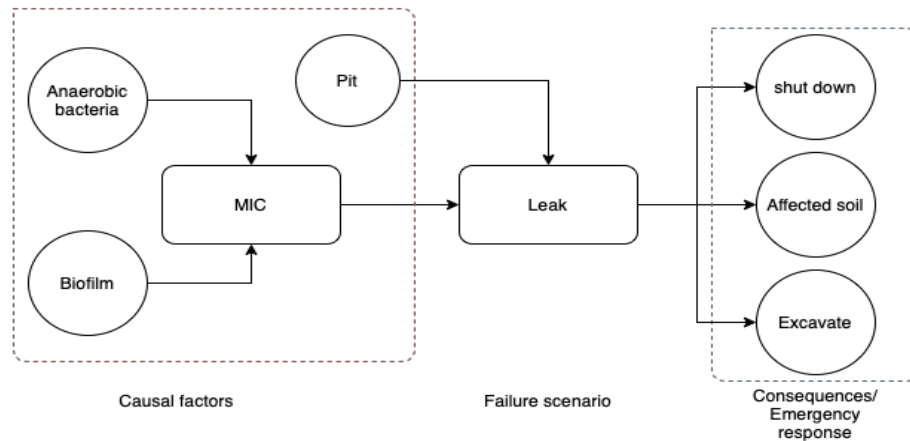 Anaerobic
bacteria
Pit
shut down
MIC
Leak
Affected soil
Biofilm
Excavate
Causal factors
Failure scenario
Consequences/
Emergency
response